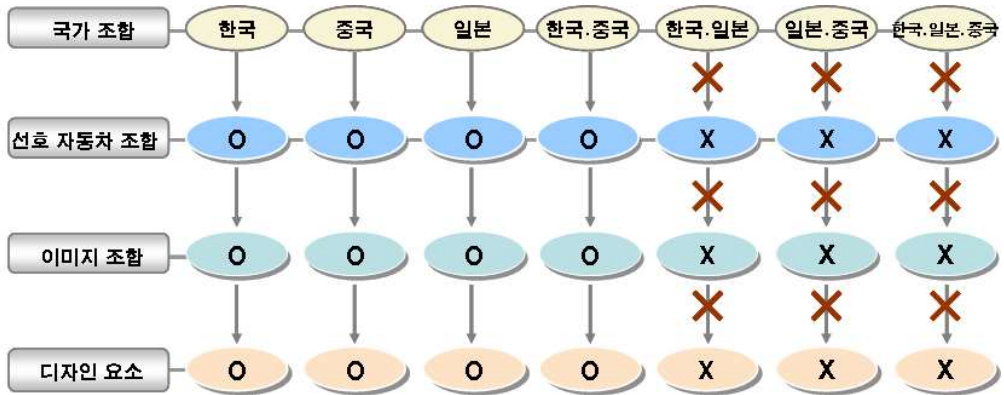 국가 조합 한국 중국 일본 한국.중국 한국.일본 일본.중국 한국.일본.중국
선호 자동차 조합 O O O O X X X
이미지 조합 O O O O X X X
디자인 요소 O O O O X X X